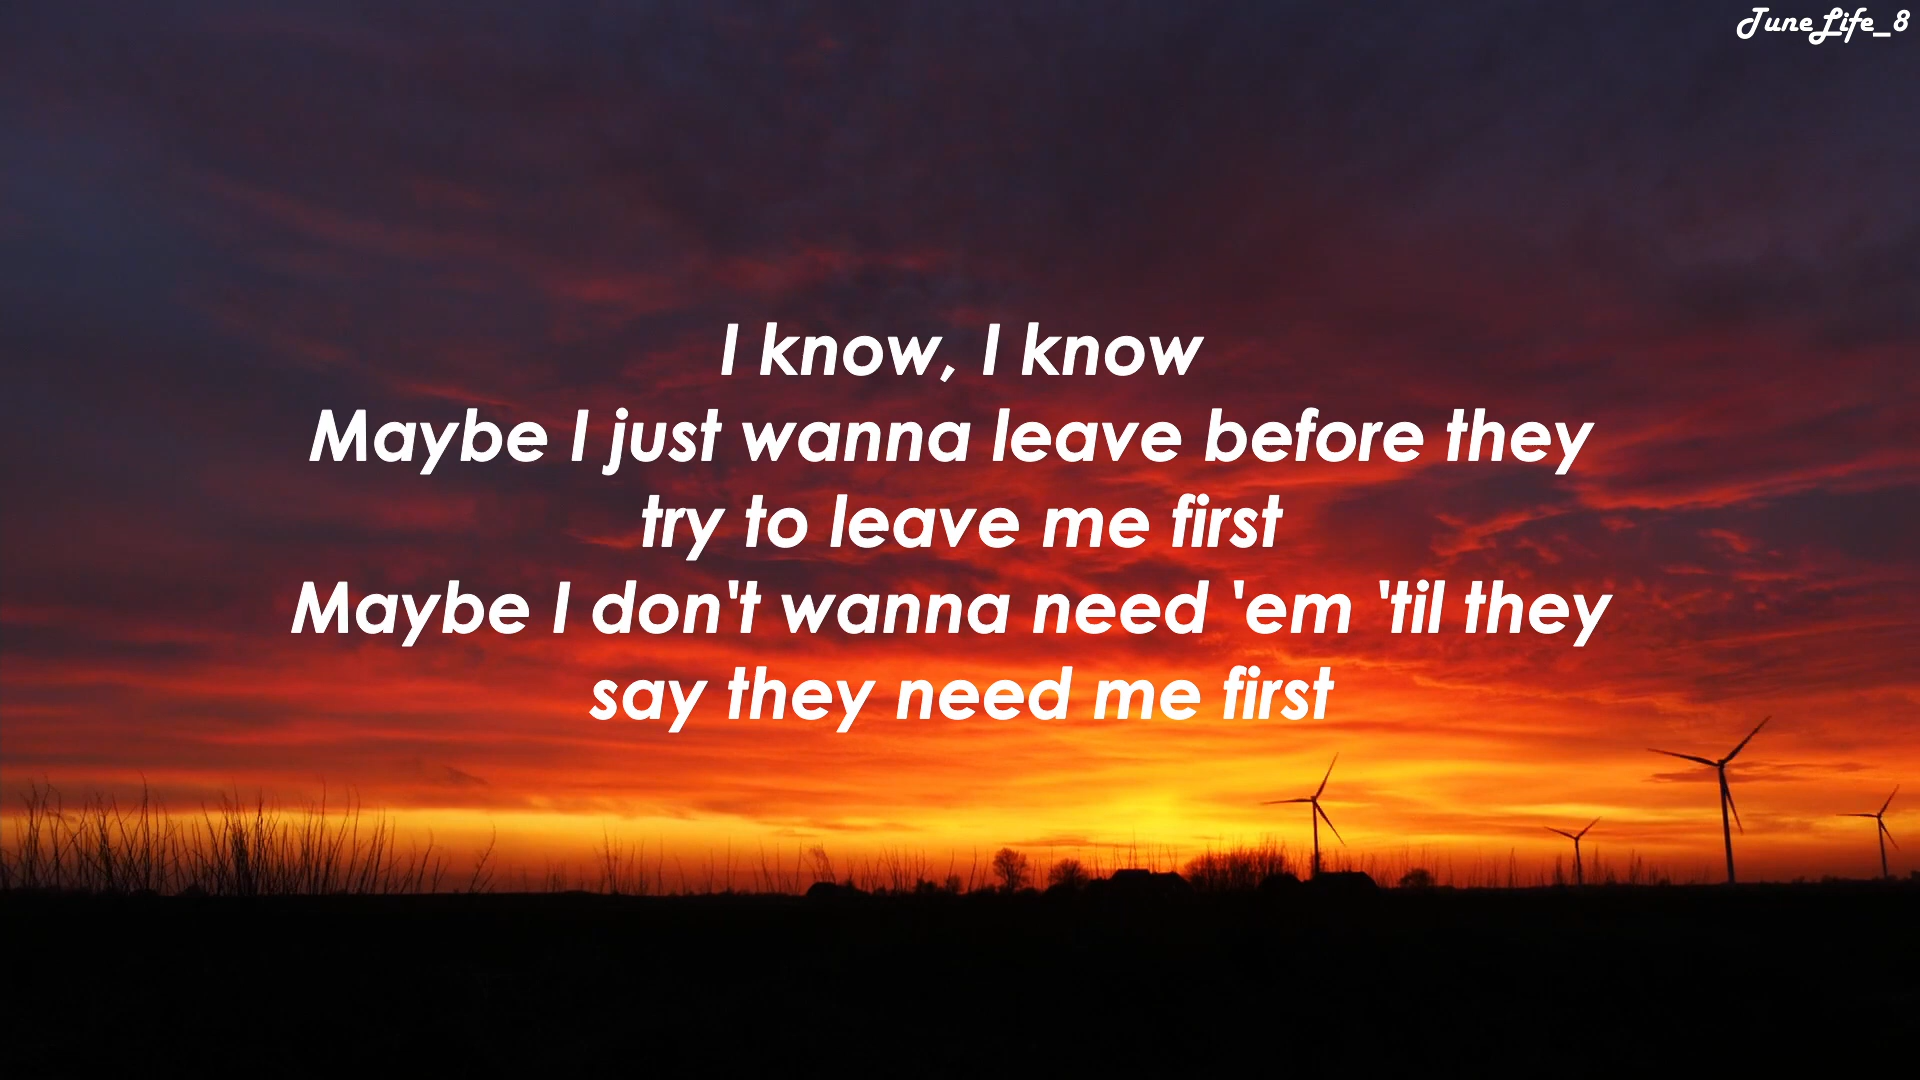 TuneLife_8
I know, I know
Maybe I just wanna leave before they
try to leave me first
Maybe I don't wanna need 'em 'til they
say they need me first